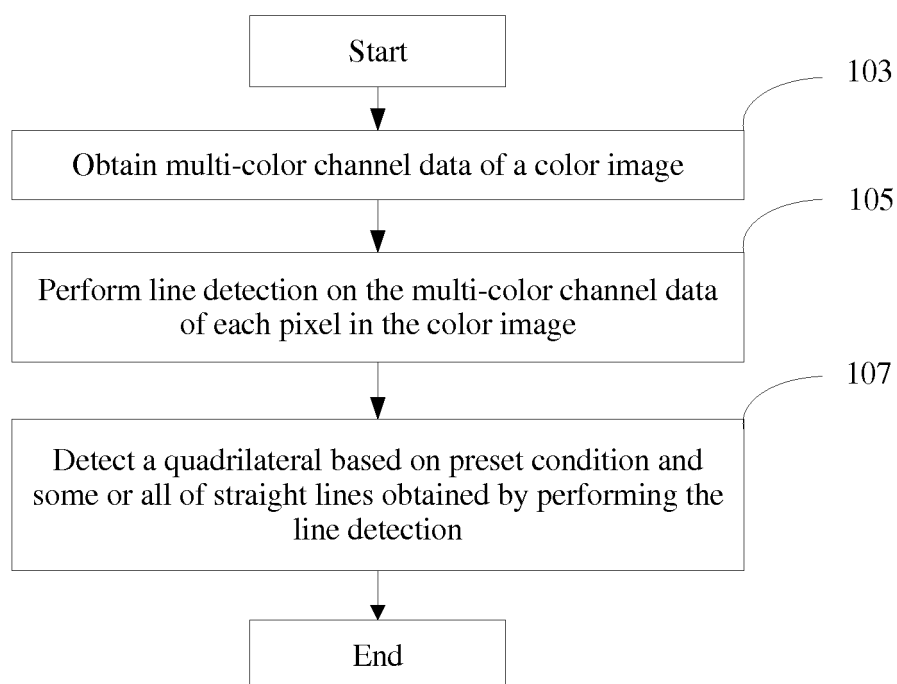 Start
103
Obtain multi-color channel data of a color image
105
Perform line detection on the multi-color channel data
of each pixel in the color image
107
Detect a quadrilateral based on preset condition and
some or all of straight lines obtained by performing the
line detection
End